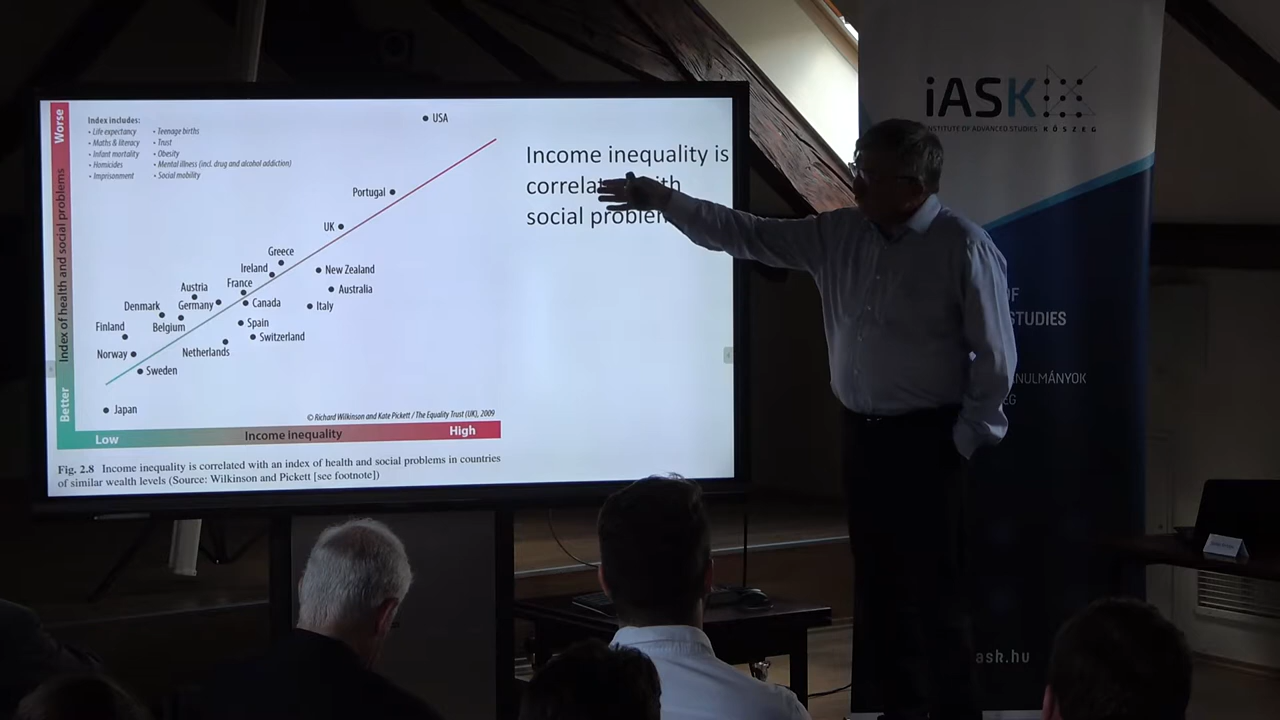 Worse
Index of health and social problems
Better
Index includes:
• Life expectancy
• Maths & literacy
• Infant mortality
• Homicides
• Imprisonment
• Teenage births
• Trust
• Obesity
• Mental illness (incl. drug and alcohol addiction)
• Social mobility
USA
Portugal
UK
Greece
Ireland
New Zealand
France
Australia
Austria
Germany
Canada
Italy
Denmark
Belgium
Spain
Finland
Switzerland
Norway
Netherlands
Sweden
Japan
© Richard Wilkinson and Kate Pickett / The Equality Trust (UK), 2009
Low
Income inequality
High
Fig. 2.8 Income inequality is correlated with an index of health and social problems in countries
of similar wealth levels (Source: Wilkinson and Pickett [see footnote])
Income inequality is
social
iASK
INSTITUTE OF ADVANCED STUDIES KŐSZEG
OF
STUDIES
ask.hu